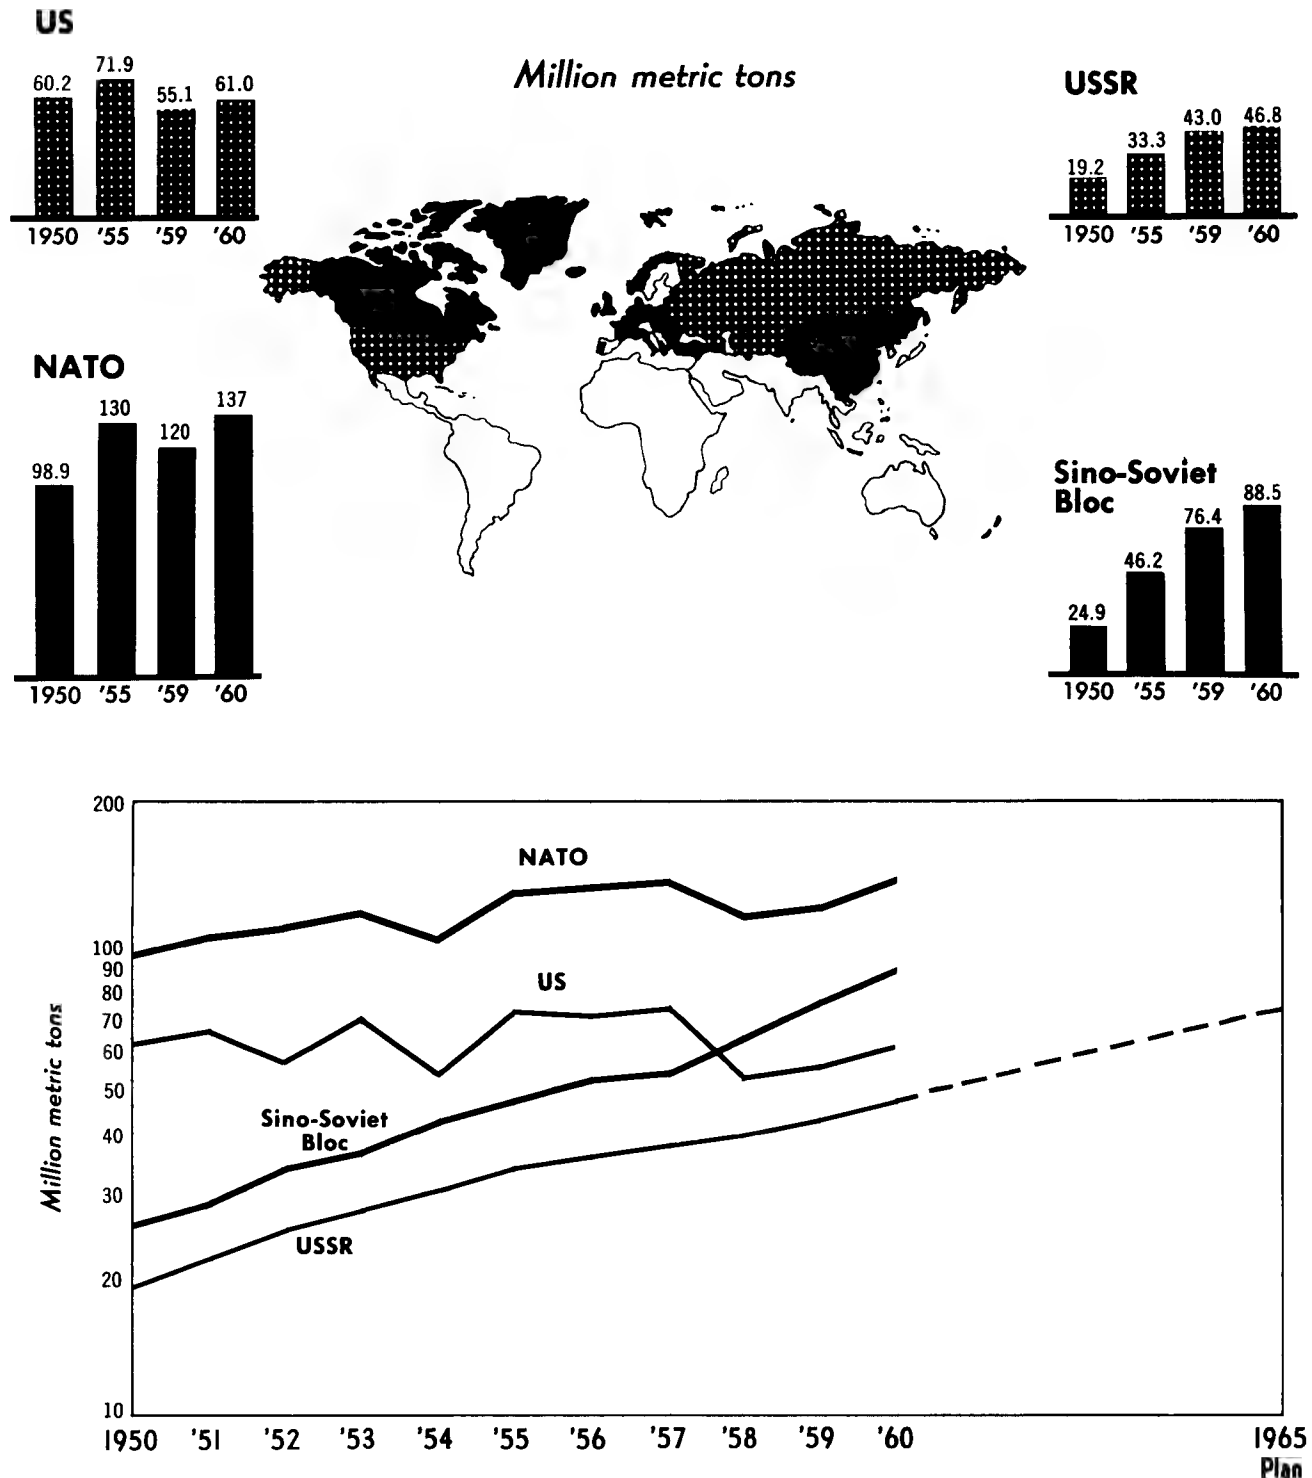 US
60.2
71.9
55.1
61.0
1950 '55 '59 '60
Million metric tons
USSR
19.2
33.3
43.0
46.8
1950 '55 '59 '60
NATO
98.9
130
120
137
1950 '55 '59 '60
Sino-Soviet
Bloc
24.9
46.2
76.4
88.5
1950 '55 '59 '60
200
100
90
80
70
60
50
40
30
20
10
Million metric tons
NATO
US
Sino-Soviet
Bloc
USSR
1950 '51 '52 '53 '54 '55 '56 '57 '58 '59 '60 1965
Plan